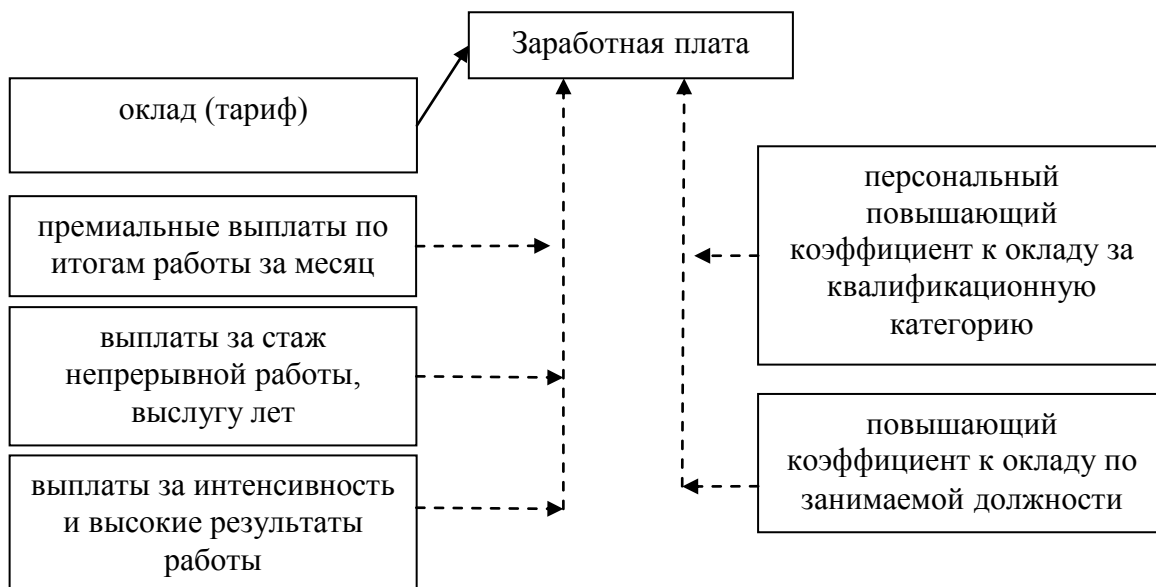 Заработная плата
оклад (тариф)
премиальные выплаты по
итогам работы за месяц
выплаты за стаж
непрерывной работы,
выслугу лет
выплаты за интенсивность
и высокие результаты
работы
персональный
повышающий
коэффициент к окладу за
квалификационную
категорию
повышающий
коэффициент к окладу по
занимаемой должности